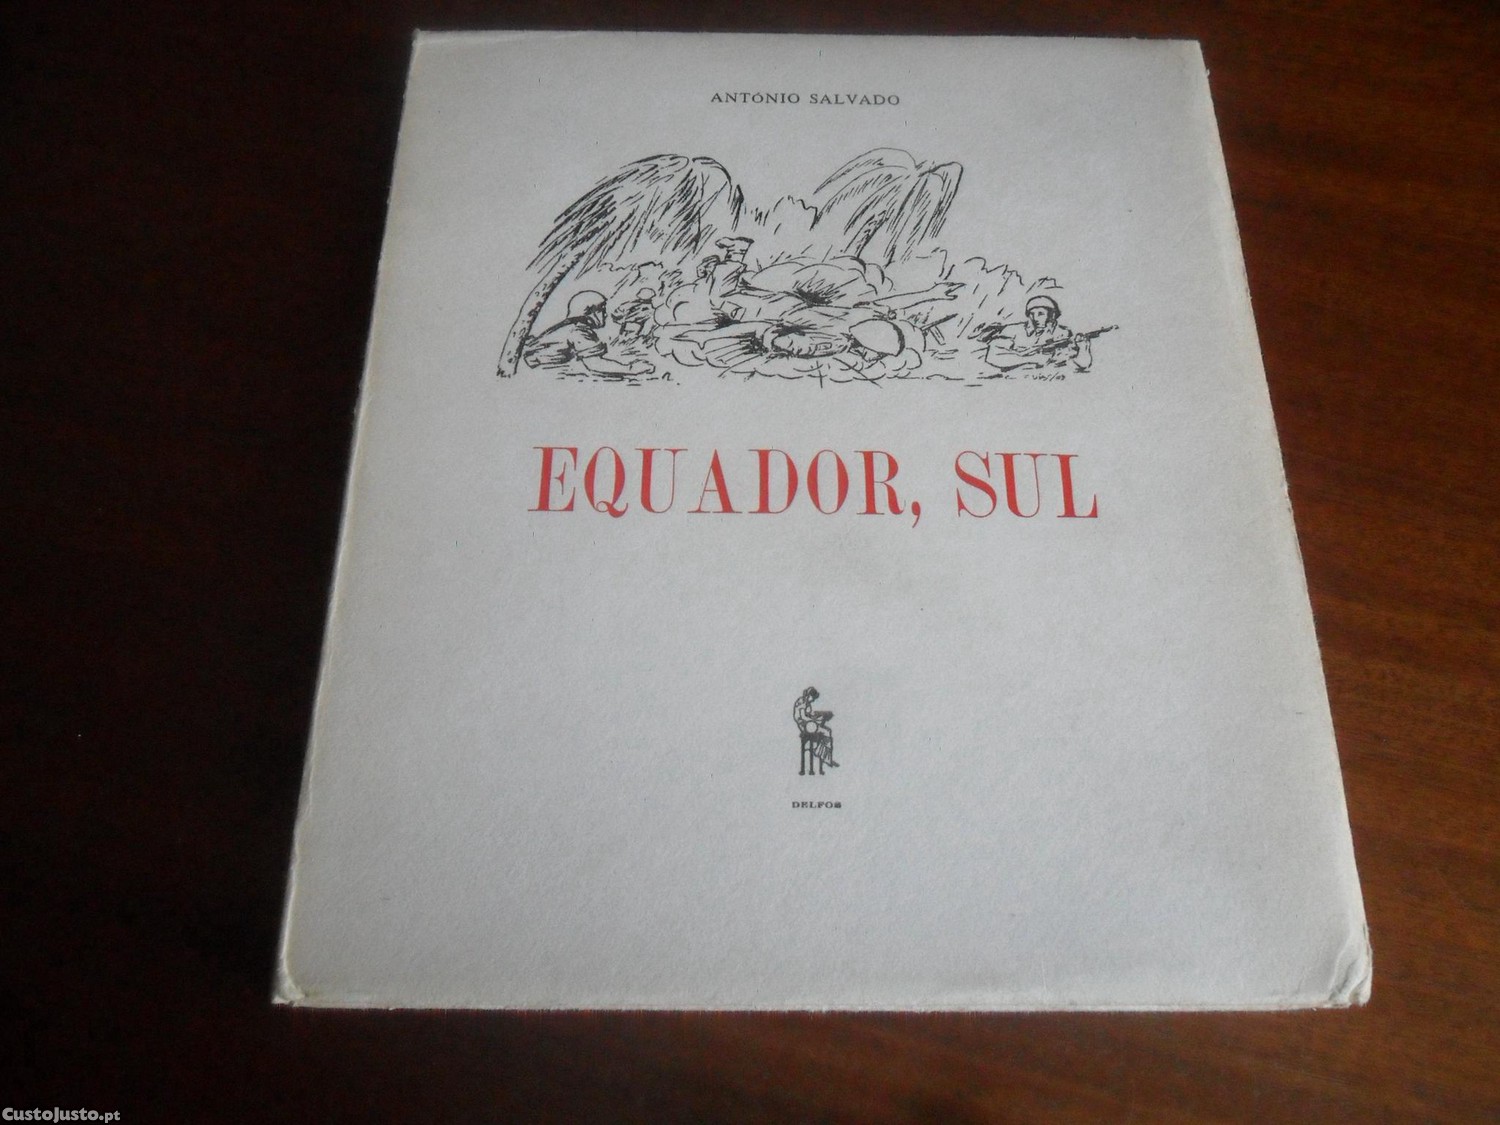 ANTÓNIO SALVADO
EQUADOR, SUL
DELFOS
CustoJusto.pt